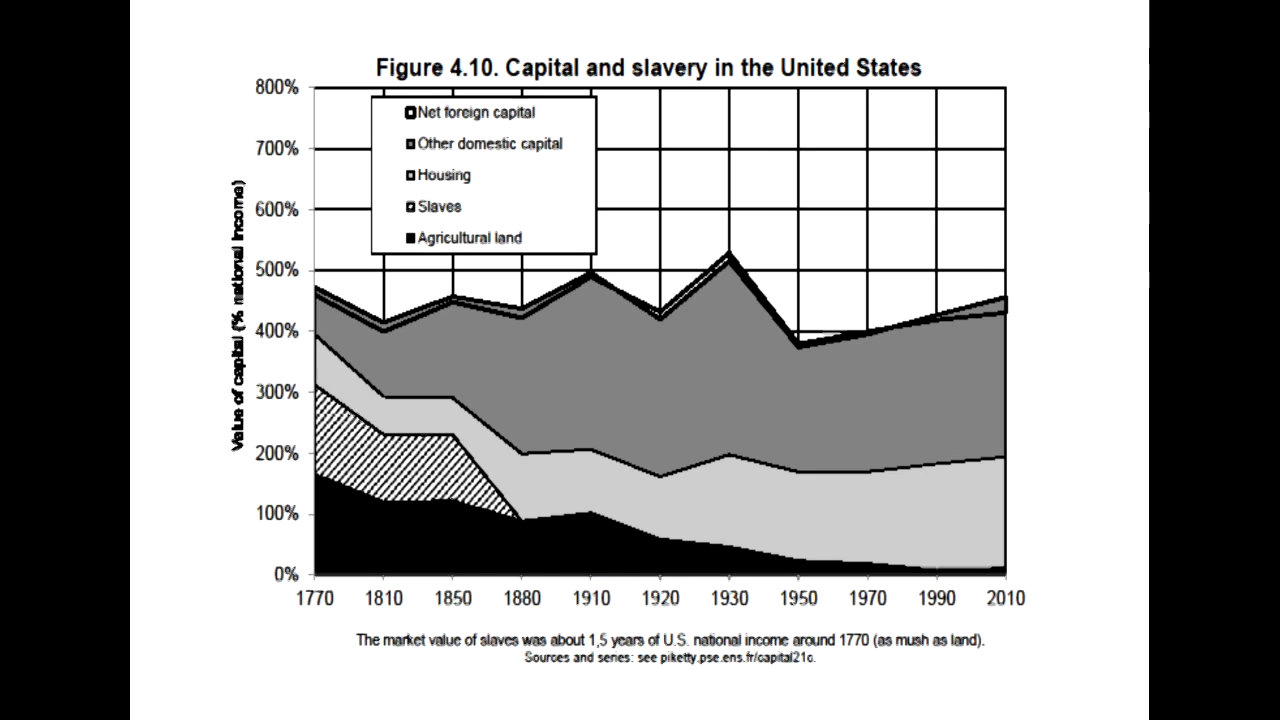 Figure 4.10. Capital and slavery in the United States
800%
700%
600%
500%
400%
300%
200%
100%
0%
Value of capital (% national income)
Net foreign capital
Other domestic capital
Housing
Slaves
Agricultural land
1770 1810 1850 1880 1910 1920 1930 1950 1970 1990 2010
The market value of slaves was about 1,5 years of U.S. national income around 1770 (as mush as land).
Sources and series: see piketty.pse.ens.fr/capital21c.